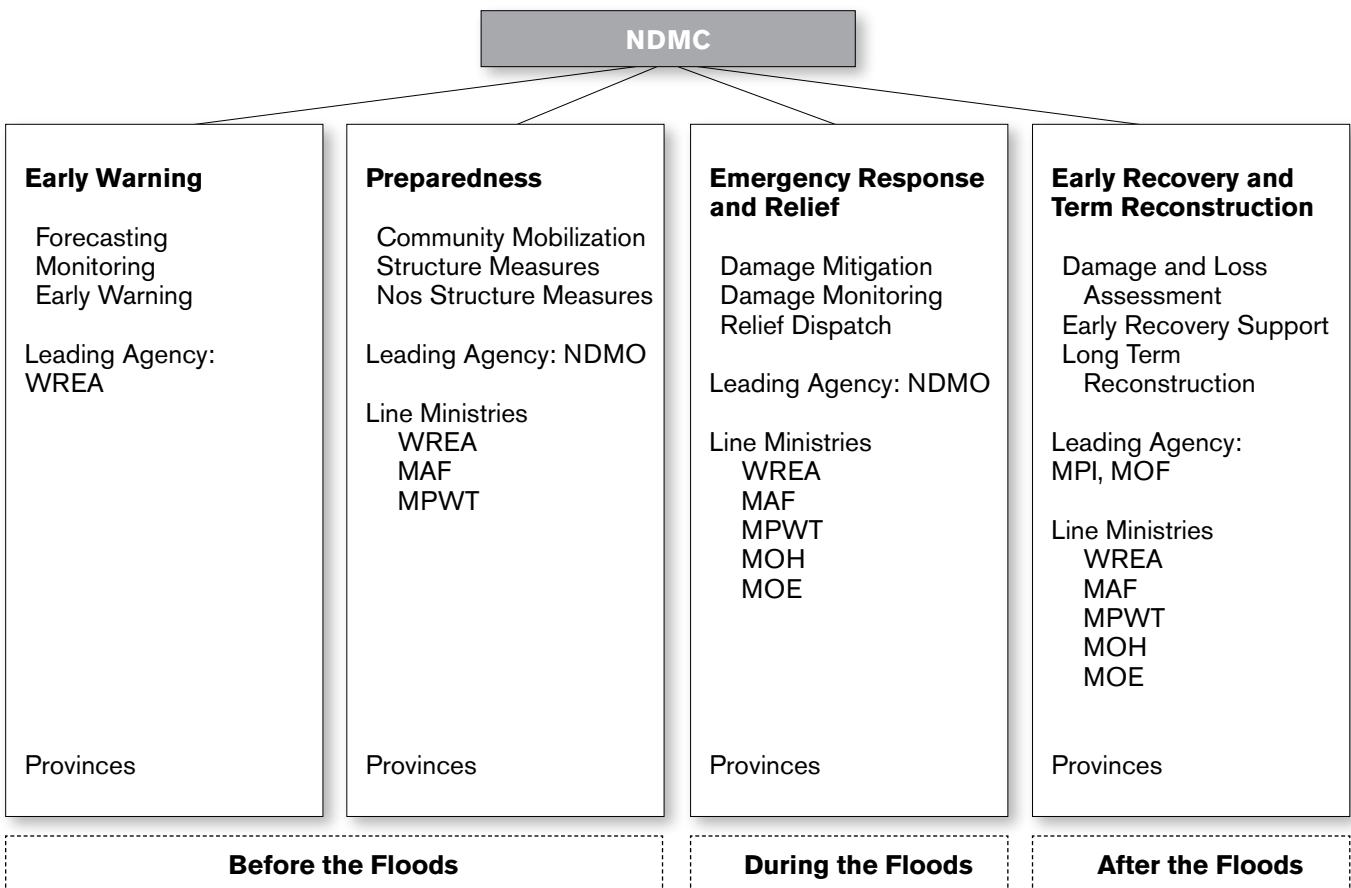 NDMC
Early Warning
Forecasting
Monitoring
Early Warning
Leading Agency:
WREA
Provinces
Preparedness
Community Mobilization
Structure Measures
Nos Structure Measures
Leading Agency: NDMO
Line Ministries
WREA
MAF
MPWT
Provinces
Emergency Response
and Relief
Damage Mitigation
Damage Monitoring
Relief Dispatch
Leading Agency: NDMO
Line Ministries
WREA
MAF
MPWT
MOH
MOE
Provinces
Early Recovery and
Term Reconstruction
Damage and Loss
Assessment
Early Recovery Support
Long Term
Reconstruction
Leading Agency:
MPI, MOF
Line Ministries
WREA
MAF
MPWT
MOH
MOE
Provinces
Before the Floods
During the Floods
After the Floods